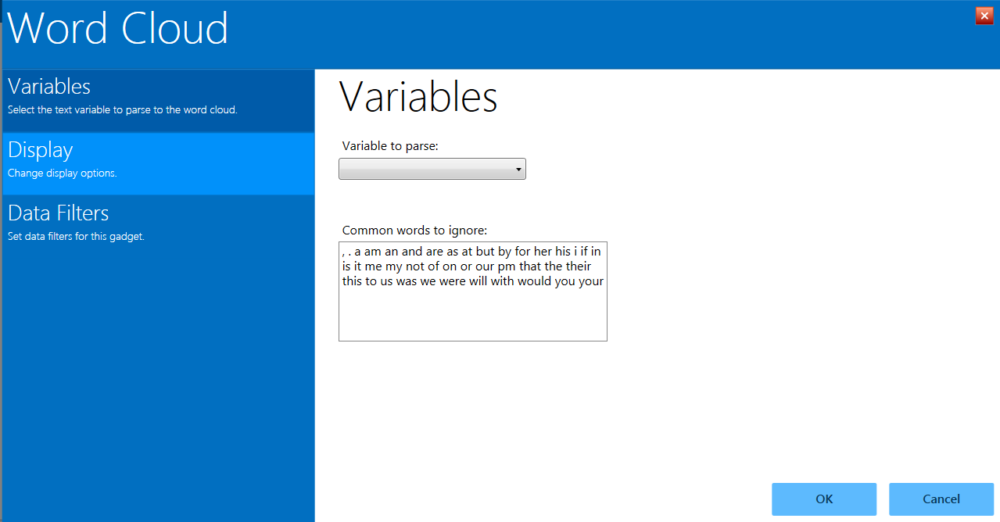 Word Cloud
Variables
Select the text variable to parse to the word cloud.
Display
Change display options.
Data Filters
Set data filters for this gadget.
Variables
Variable to parse:
Common words to ignore:
, . a am an and are as at but by for her his i if in
is it me my not of on or our pm that the their
this to us was we were will with would you your
OK
Cancel